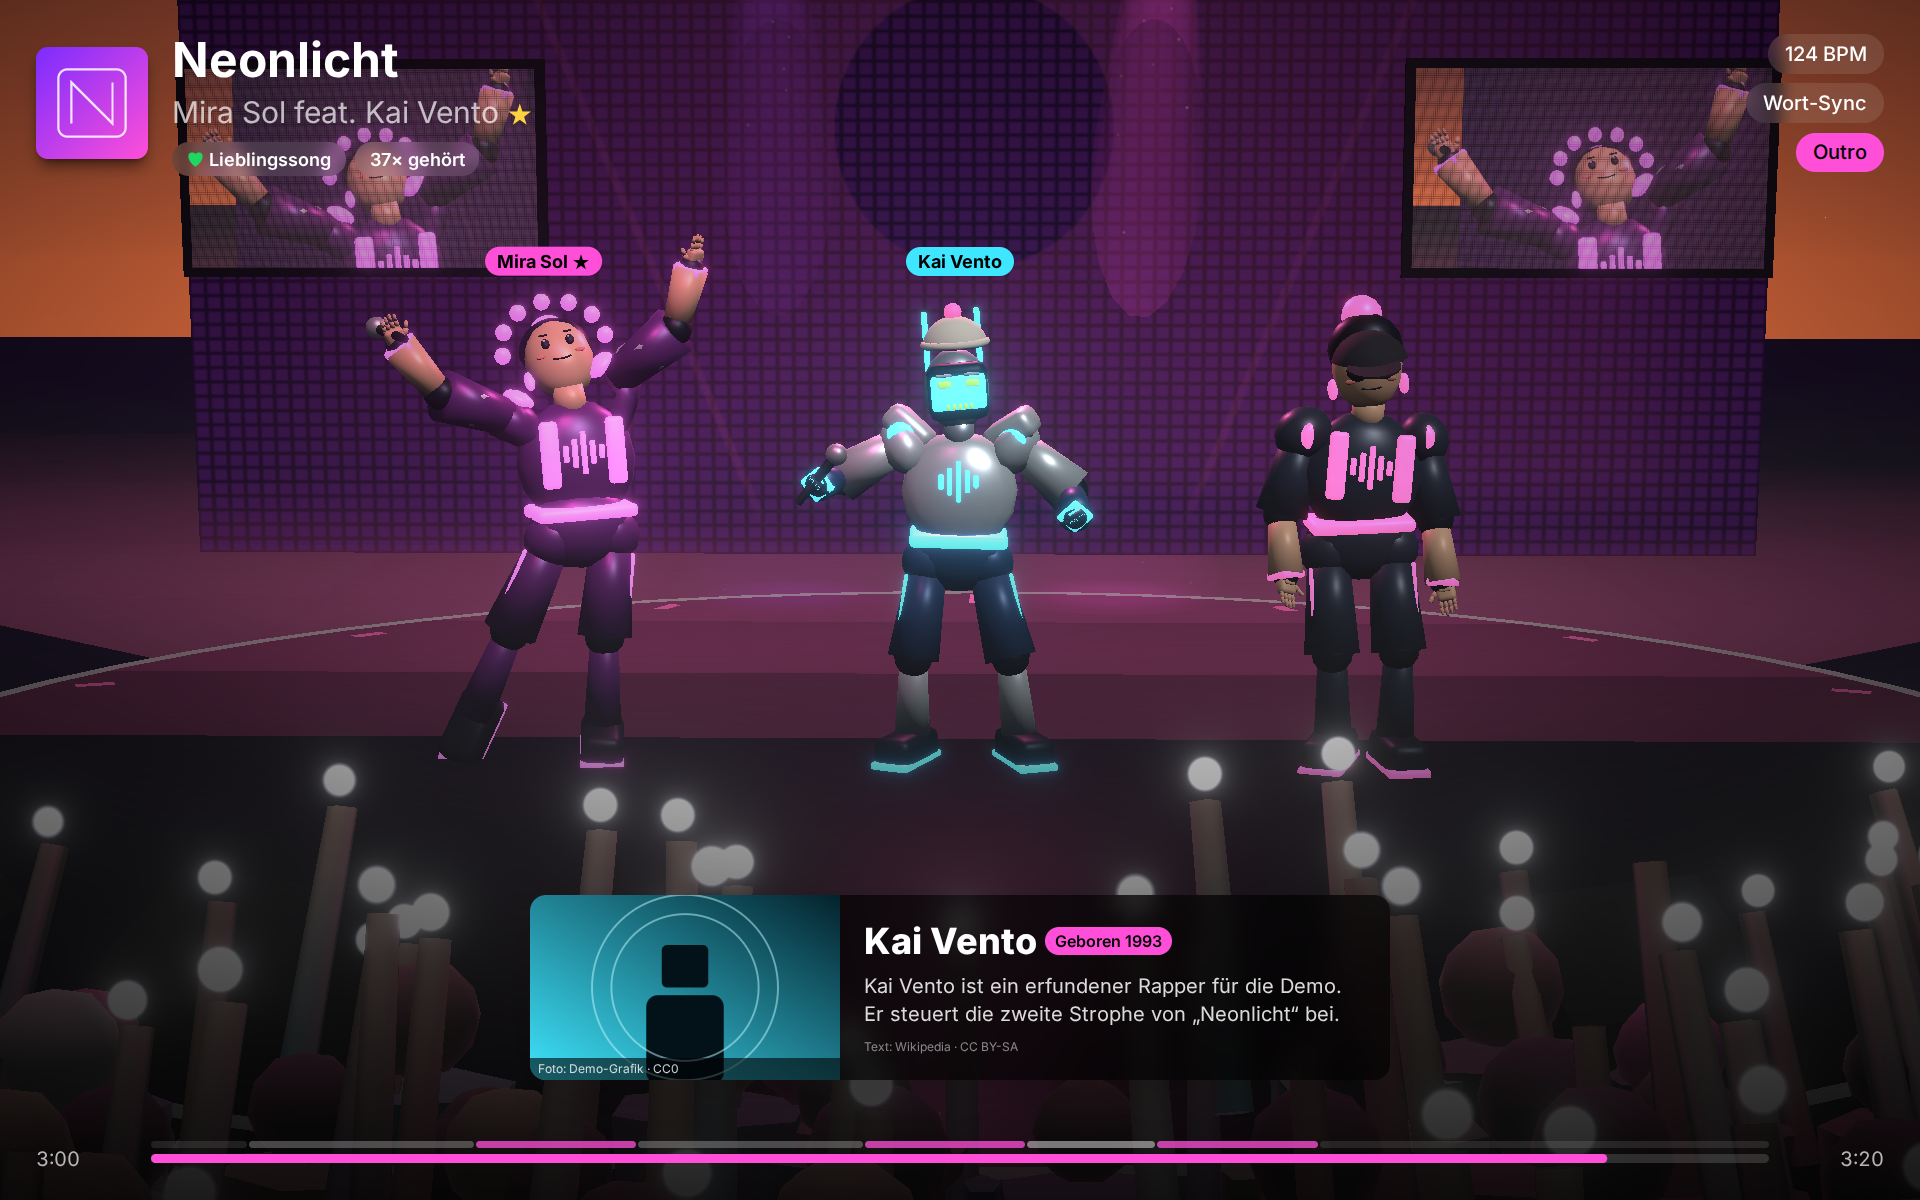 N
Neonlicht
Mira Sol feat. Kai Vento ★
Lieblingssong
37× gehört
124 BPM
Wort-Sync
Outro
Mira Sol ★
Kai Vento
Kai Vento
Geboren 1993
Kai Vento ist ein erfundener Rapper für die Demo.
Er steuert die zweite Strophe von „Neonlicht“ bei.
Text: Wikipedia · CC BY-SA
Foto: Demo-Grafik · CC0
3:00
3:20